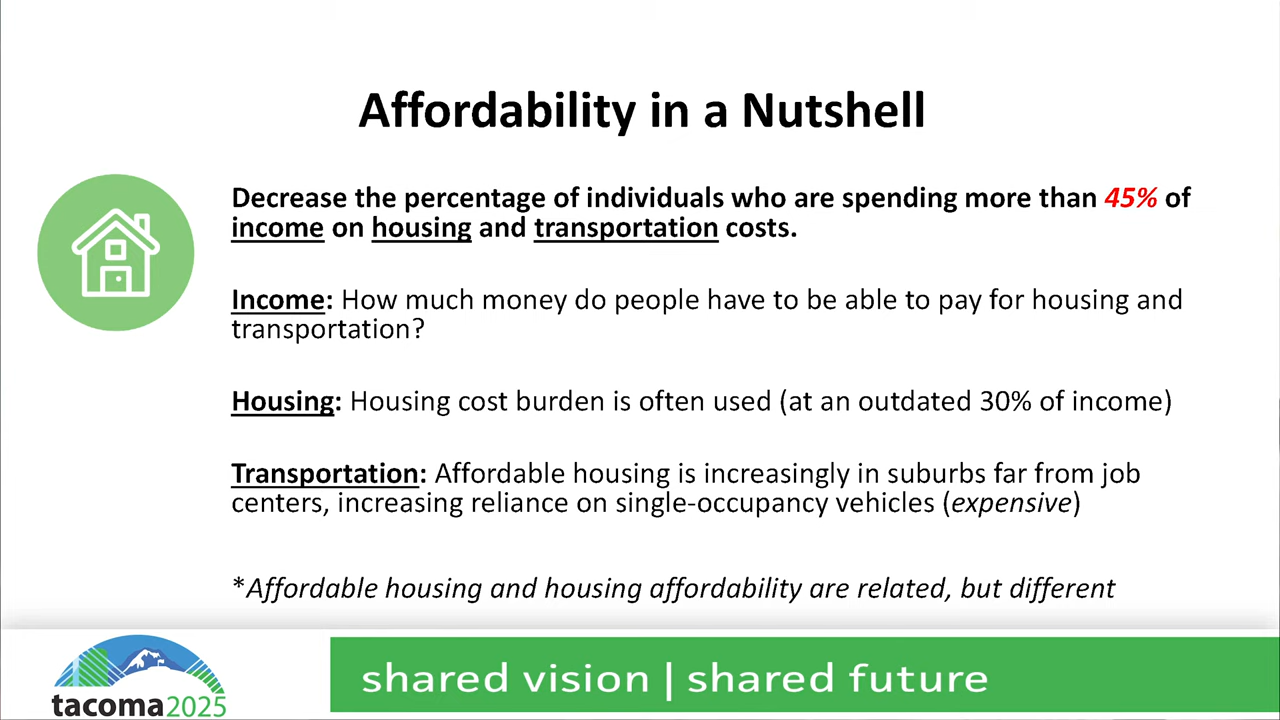 Affordability in a Nutshell
Decrease the percentage of individuals who are spending more than 45% of
income on housing and transportation costs.
Income: How much money do people have to be able to pay for housing and
transportation?
Housing: Housing cost burden is often used (at an outdated 30% of income)
Transportation: Affordable housing is increasingly in suburbs far from job
centers, increasing reliance on single-occupancy vehicles (expensive)
*Affordable housing and housing affordability are related, but different
tacoma2025
shared vision | shared future